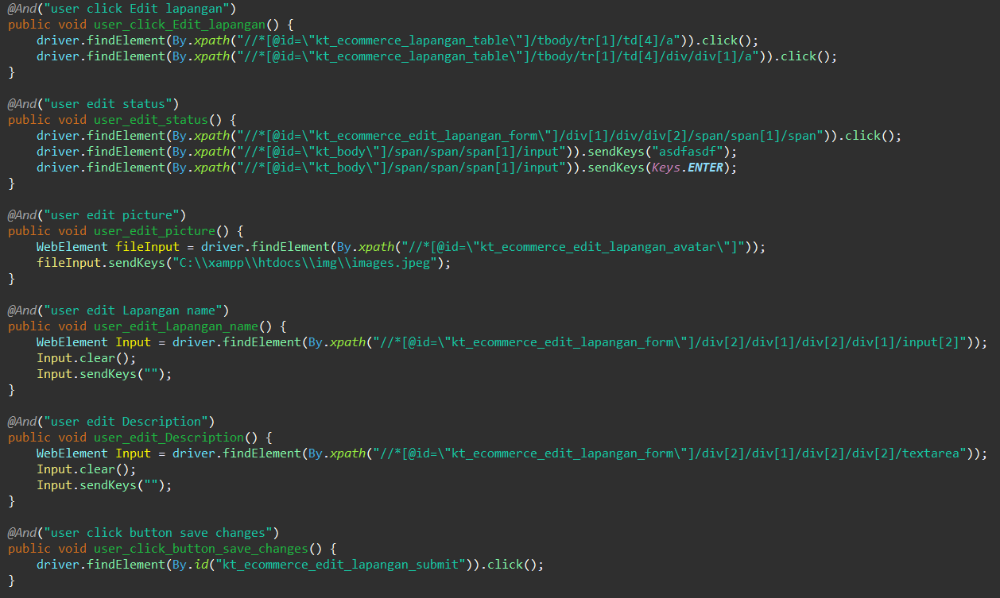 @And("user click Edit lapangan")
public void user_click_Edit_lapangan() {
    driver.findElement(By.xpath("//*[@id=\"kt_ecommerce_lapangan_table\"]/tbody/tr[1]/td[4]/a")).click();
    driver.findElement(By.xpath("//*[@id=\"kt_ecommerce_lapangan_table\"]/tbody/tr[1]/td[4]/div/div[1]/a")).click();
}

@And("user edit status")
public void user_edit_status() {
    driver.findElement(By.xpath("//*[@id=\"kt_ecommerce_edit_lapangan_form\"]/div[1]/div/div[2]/span/span[1]/span")).click();
    driver.findElement(By.xpath("//*[@id=\"kt_body\"]/span/span/span[1]/input")).sendKeys("asdfasdf");
    driver.findElement(By.xpath("//*[@id=\"kt_body\"]/span/span/span[1]/input")).sendKeys(Keys.ENTER);
}

@And("user edit picture")
public void user_edit_picture() {
    WebElement fileInput = driver.findElement(By.xpath("//*[@id=\"kt_ecommerce_edit_lapangan_avatar\"]"));
    fileInput.sendKeys("C:\\xampp\\htdocs\\img\\images.jpeg");
}

@And("user edit Lapangan name")
public void user_edit_Lapangan_name() {
    WebElement Input = driver.findElement(By.xpath("//*[@id=\"kt_ecommerce_edit_lapangan_form\"]/div[2]/div[1]/div[2]/div[1]/input[2]"));
    Input.clear();
    Input.sendKeys("");
}

@And("user edit Description")
public void user_edit_Description() {
    WebElement Input = driver.findElement(By.xpath("//*[@id=\"kt_ecommerce_edit_lapangan_form\"]/div[2]/div[1]/div[2]/div[2]/textarea"));
    Input.clear();
    Input.sendKeys("");
}

@And("user click button save changes")
public void user_click_button_save_changes() {
    driver.findElement(By.id("kt_ecommerce_edit_lapangan_submit")).click();
}